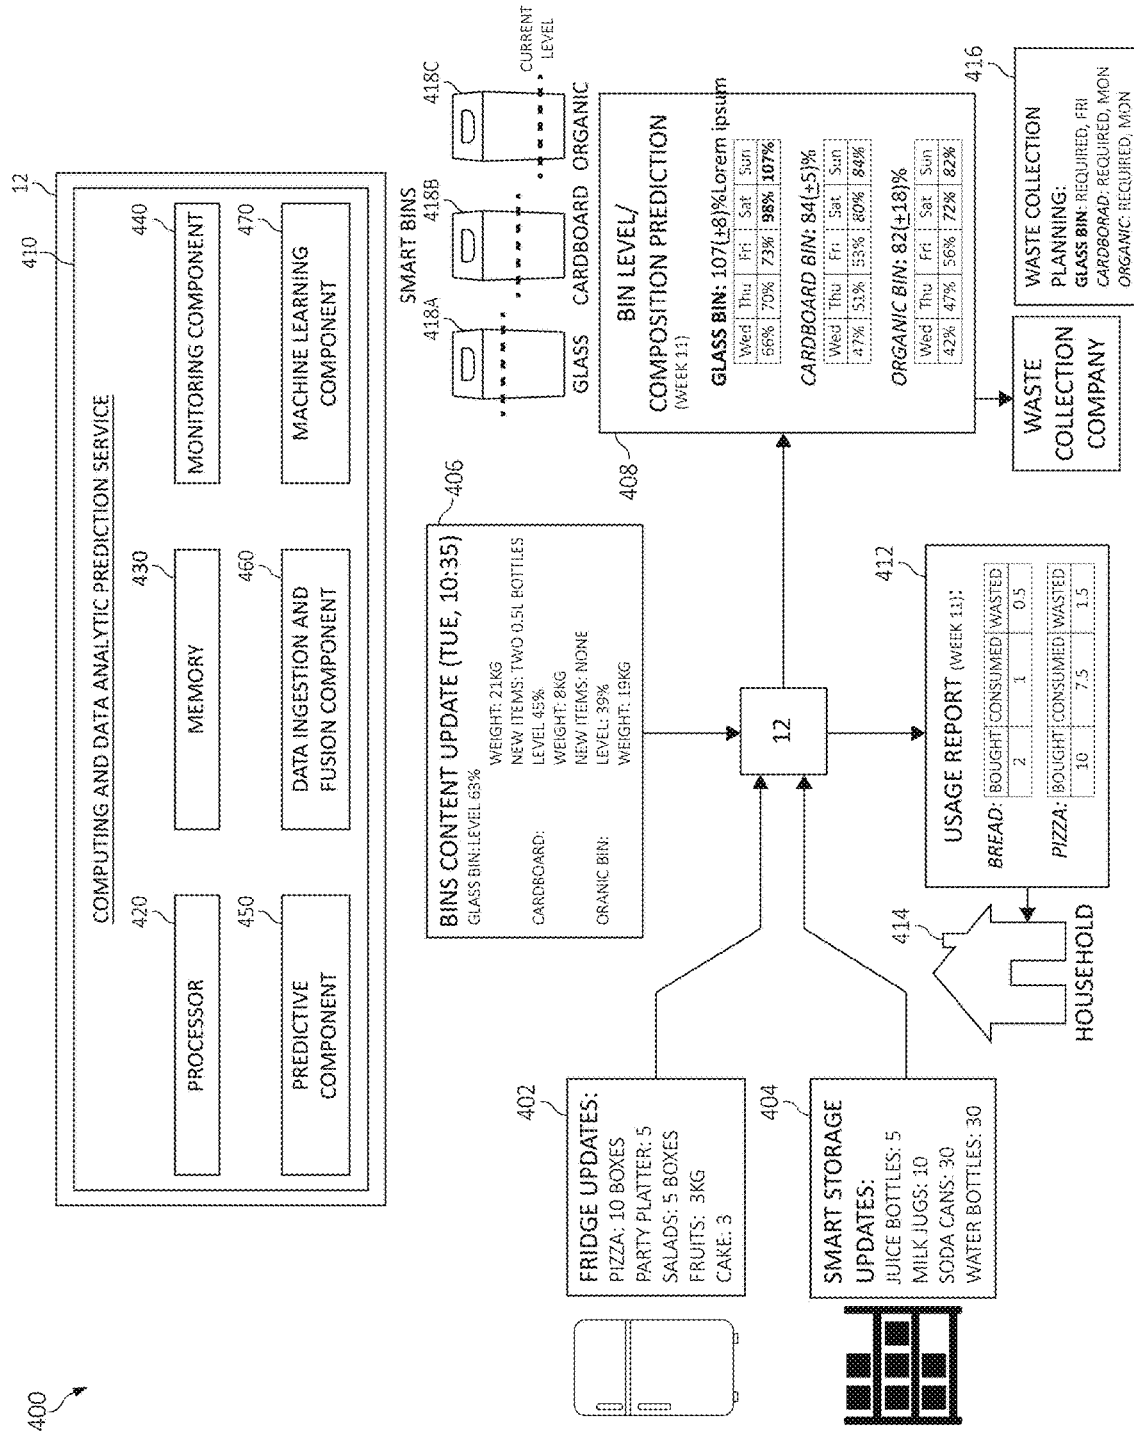 400
12
410
COMPUTING AND DATA ANALYTIC PREDICTION SERVICE
420
430
440
PROCESSOR
MEMORY
MONITORING COMPONENT
450
460
470
PREDICTIVE
COMPONENT
DATA INGESTION AND
FUSION COMPONENT
MACHINE LEARNING
COMPONENT
SMART BINS
418A
418B
418C
CURRENT
LEVEL
GLASS
CARDBOARD
ORGANIC
406
BINS CONTENT UPDATE (TUE, 10:35)
GLASS BIN: LEVEL 63%
WEIGHT: 21KG
NEW ITEMS: TWO 0.5L BOTTLES
CARDBOARD: LEVEL 45%
WEIGHT: 8KG
NEW ITEMS: NONE
ORANIC BIN: LEVEL: 39%
WEIGHT: 19KG
408
BIN LEVEL/
COMPOSITION PREDICTION
(WEEK 11)
GLASS BIN: 107(±8)%Lorem ipsum
Wed Thu Fri Sat Sun
66% 70% 73% 98% 107%
CARDBOARD BIN: 84(±5)%
Wed Thu Fri Sat Sun
47% 51% 53% 80% 84%
ORGANIC BIN: 82(±18)%
Wed Thu Fri Sat Sun
42% 47% 56% 72% 82%
402
FRIDGE UPDATES:
PIZZA: 10 BOXES
PARTY PLATTER: 5
SALADS: 5 BOXES
FRUITS: 3KG
CAKE: 3
12
404
SMART STORAGE
UPDATES:
JUICE BOTTLES: 5
MILK JUGS: 10
SODA CANS: 30
WATER BOTTLES: 30
414
HOUSEHOLD
412
USAGE REPORT (WEEK 11):
BREAD: BOUGHT CONSUMED WASTED
2 1 0.5
PIZZA: BOUGHT CONSUMED WASTED
10 7.5 1.5
WASTE
COLLECTION
COMPANY
416
WASTE COLLECTION
PLANNING:
GLASS BIN: REQUIRED, FRI
CARDBORAD: REQUIRED, MON
ORGANIC: REQUIRED, MON